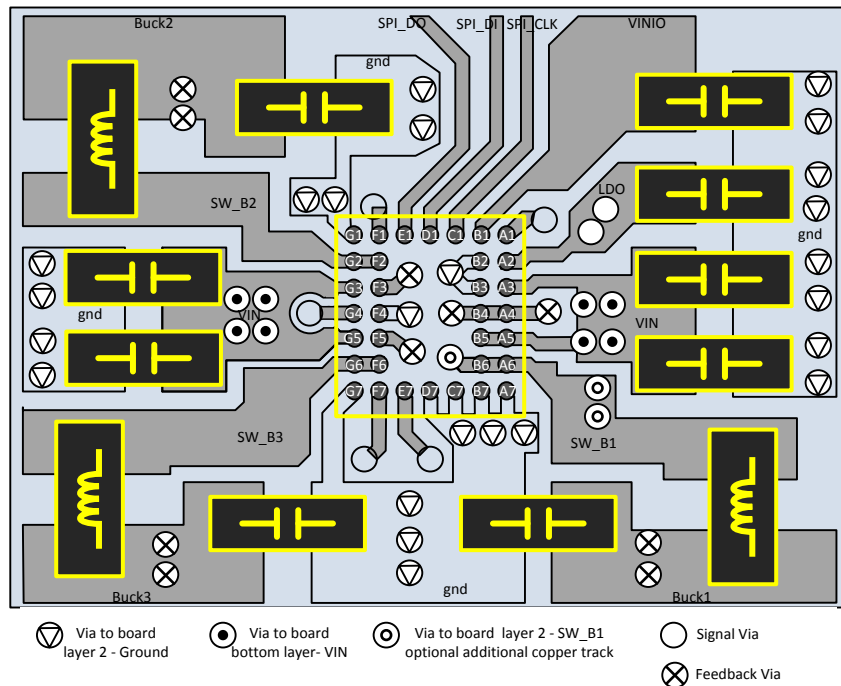 Buck2
SPI_DO
SPI_DI
SPI_CLK
VINIO
gnd
LDO
SW_B2
gnd
G1 F1 E1 D1 C1 B1 A1
G2 F2 B2 A2
G3 F3 B3 A3
G4 F4 B4 A4
G5 F5 B5 A5
G6 F6 B6 A6
G7 F7 E7 D7 C7 B7 A7
gnd
VIN
VIN
SW_B3
SW_B1
Buck3
gnd
Buck1
Via to board
layer 2 - Ground
Via to board
bottom layer- VIN
Via to board layer 2 - SW_B1
optional additional copper track
Signal Via
Feedback Via